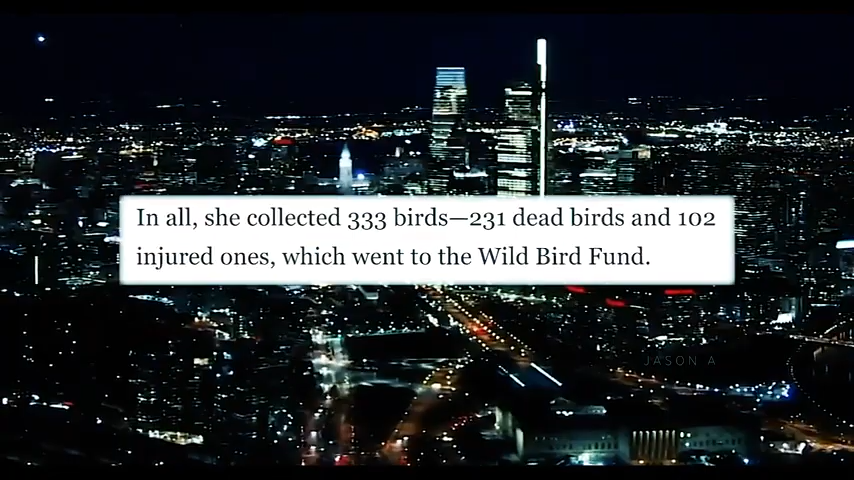 In all, she collected 333 birds—231 dead birds and 102
injured ones, which went to the Wild Bird Fund.
JASON A